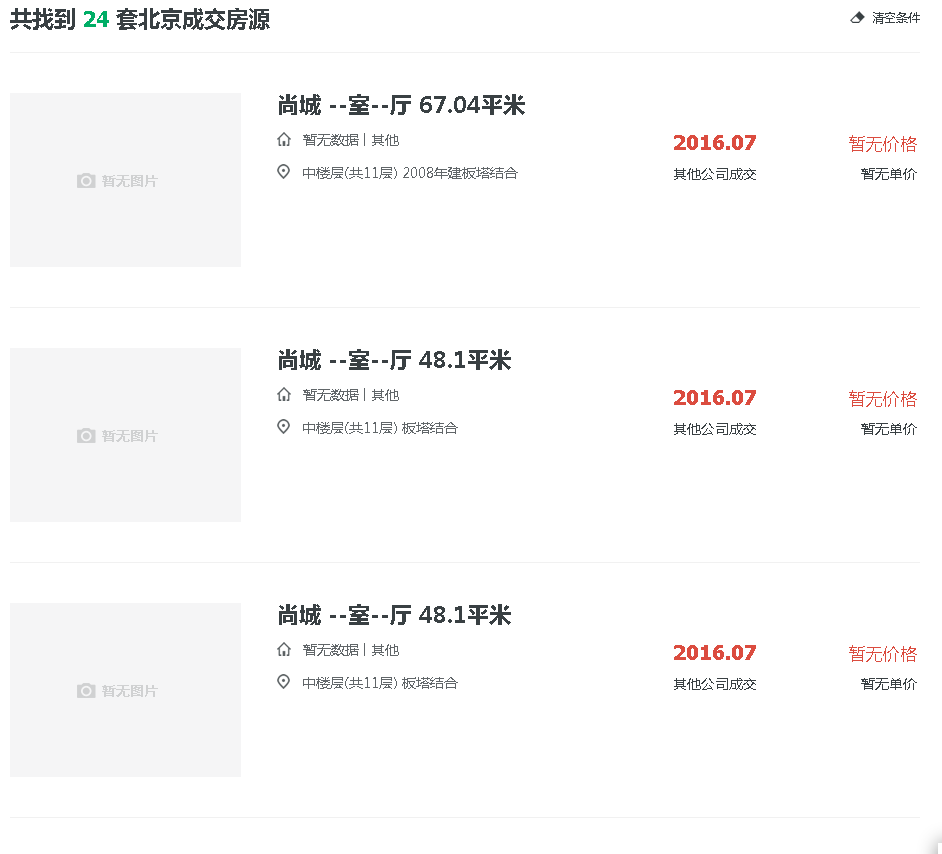 共找到 24 套北京成交房源
清空条件
暂无图片
尚城 --室--厅 67.04平米
暂无数据 | 其他
中楼层(共11层) 2008年建板塔结合
2016.07
其他公司成交
暂无价格
暂无单价
暂无图片
尚城 --室--厅 48.1平米
暂无数据 | 其他
中楼层(共11层) 板塔结合
2016.07
其他公司成交
暂无价格
暂无单价
暂无图片
尚城 --室--厅 48.1平米
暂无数据 | 其他
中楼层(共11层) 板塔结合
2016.07
其他公司成交
暂无价格
暂无单价